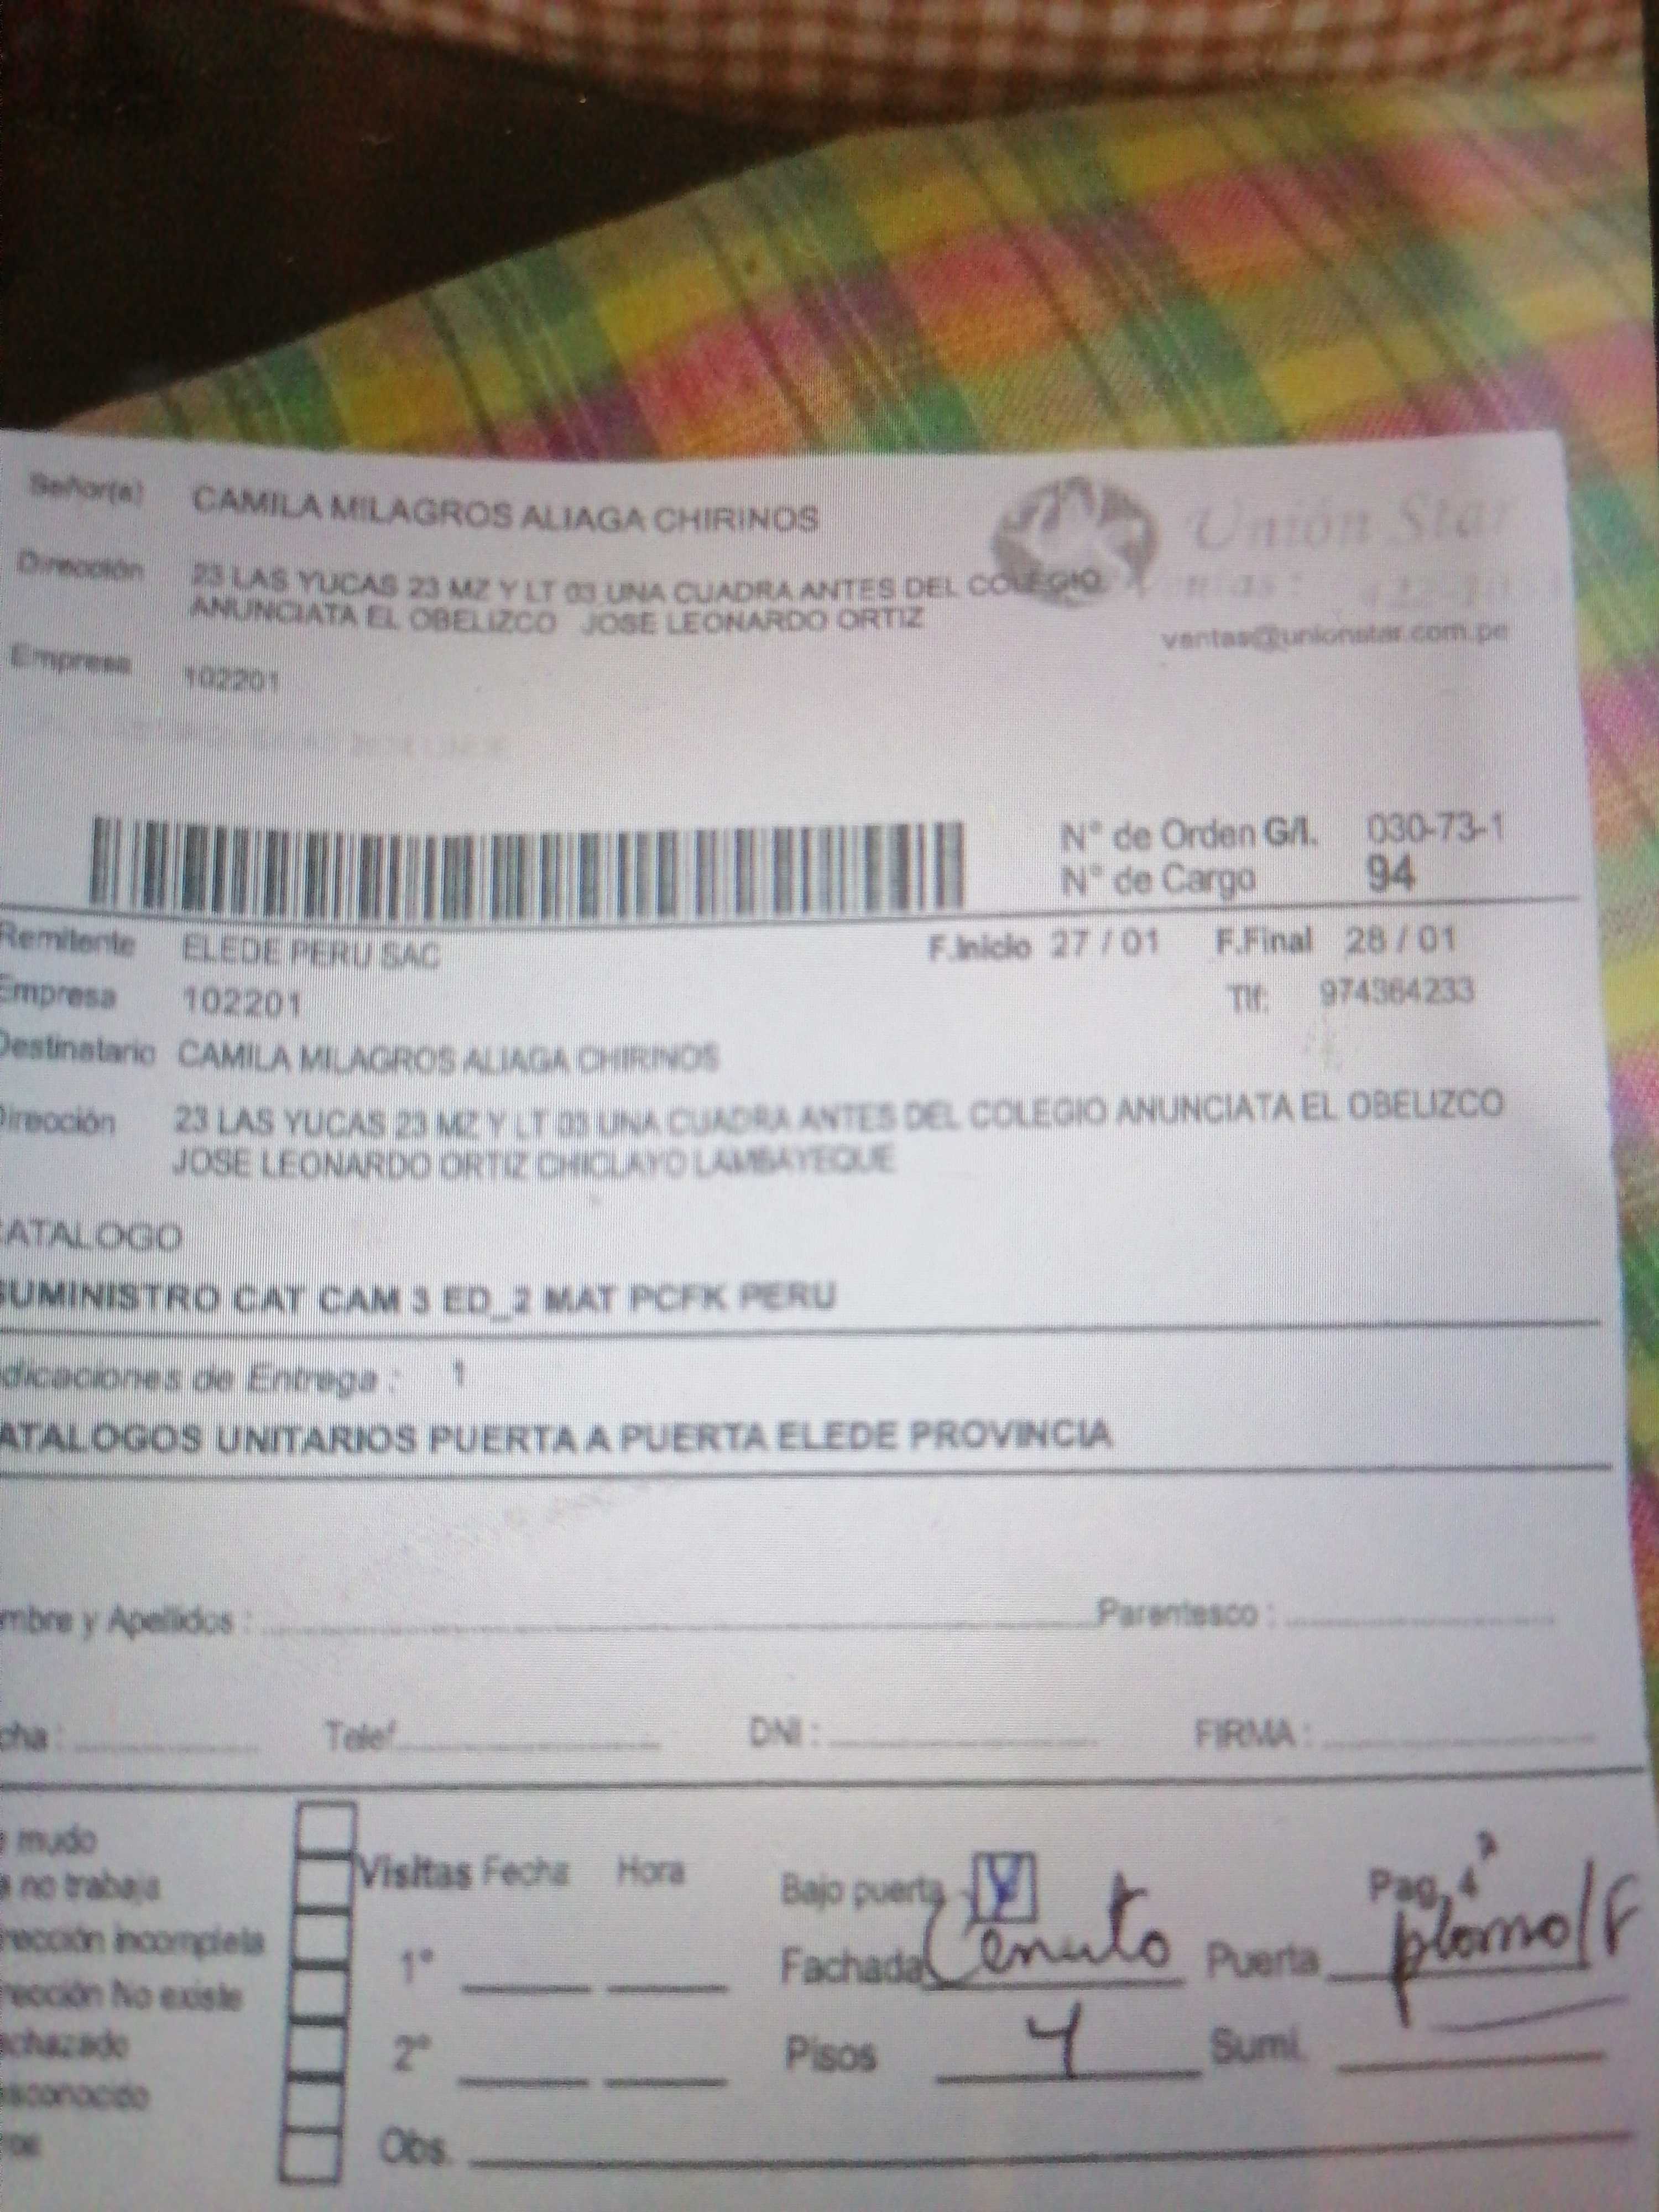 Señor(a) CAMILA MILAGROS ALIAGA CHIRINOS
Unión Star
Dirección 23 LAS YUCAS 23 MZ Y LT 03 UNA CUADRA ANTES DEL COLEGIO
ANUNCIATA EL OBELIZCO JOSE LEONARDO ORTIZ
ventas@unionstar.com.pe
Empresa 102201
N° de Orden G/I. 030-73-1
N° de Cargo 94
Remitente ELEDE PERU SAC F.Inicio 27 / 01 F.Final 28 / 01
Empresa 102201 Tlf: 974364233
Destinatario CAMILA MILAGROS ALIAGA CHIRINOS
Dirección 23 LAS YUCAS 23 MZ Y LT 03 UNA CUADRA ANTES DEL COLEGIO ANUNCIATA EL OBELIZCO
JOSE LEONARDO ORTIZ CHICLAYO LAMBAYEQUE
CATALOGO
SUMINISTRO CAT CAM 3 ED_2 MAT PCFK PERU
dicaciones de Entrega : 1
ATALOGOS UNITARIOS PUERTA A PUERTA ELEDE PROVINCIA
mbre y Apellidos : Parentesco :
cha : Telef. DNI : FIRMA :
mudo
no trabaja
Visitas Fecha Hora Bajo puerta Pag, 4
rección incompleta
1° Fachada Puerta plomo/F
rección No existe
chazado
2° Pisos 4 Sumi.
sconocido
Obs.